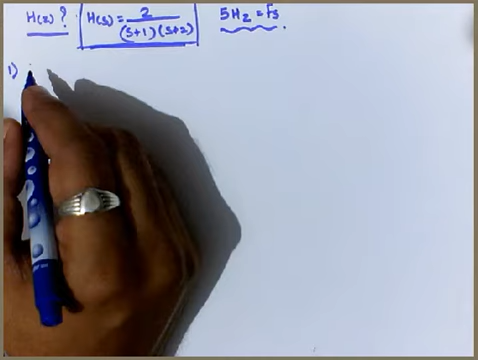 H(z) ? H(s) = 2 / (s+1)(s+2) 5Hz = Fs.
1)